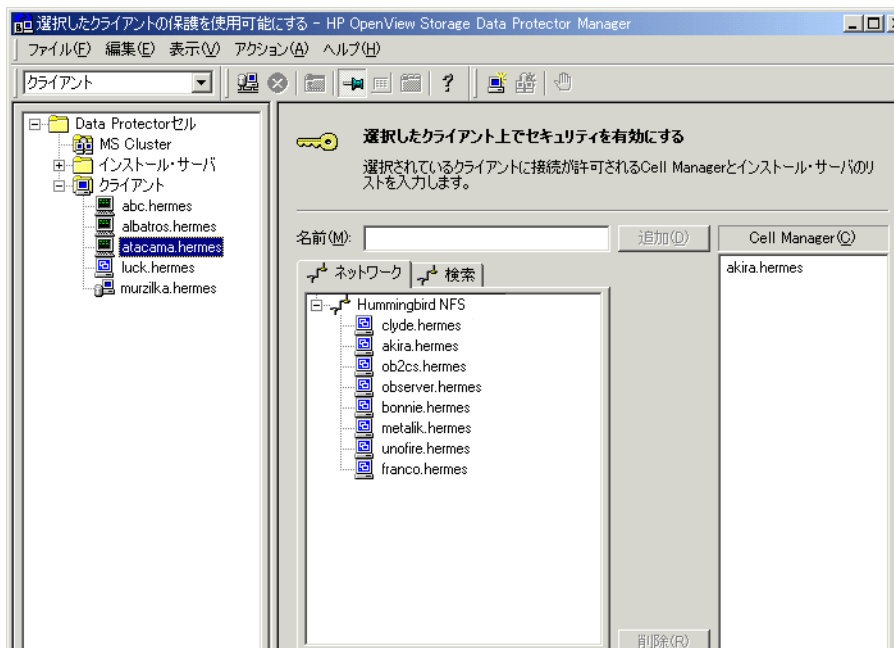 選択したクライアントの保護を使用可能にする - HP OpenView Storage Data Protector Manager
ファイル(F) 編集(E) 表示(V) アクション(A) ヘルプ(H)
クライアント
Data Protectorセル
MS Cluster
インストール・サーバ
クライアント
abc.hermes
albatros.hermes
atacama.hermes
luck.hermes
murzilka.hermes
選択したクライアント上でセキュリティを有効にする
選択されているクライアントに接続が許可されるCell Managerとインストール・サーバのリ
ストを入力します。
名前(M):
追加(D)
Cell Manager(C)
ネットワーク
検索
akira.hermes
Hummingbird NFS
clyde.hermes
akira.hermes
ob2cs.hermes
observer.hermes
bonnie.hermes
metalik.hermes
unofire.hermes
franco.hermes
削除(R)